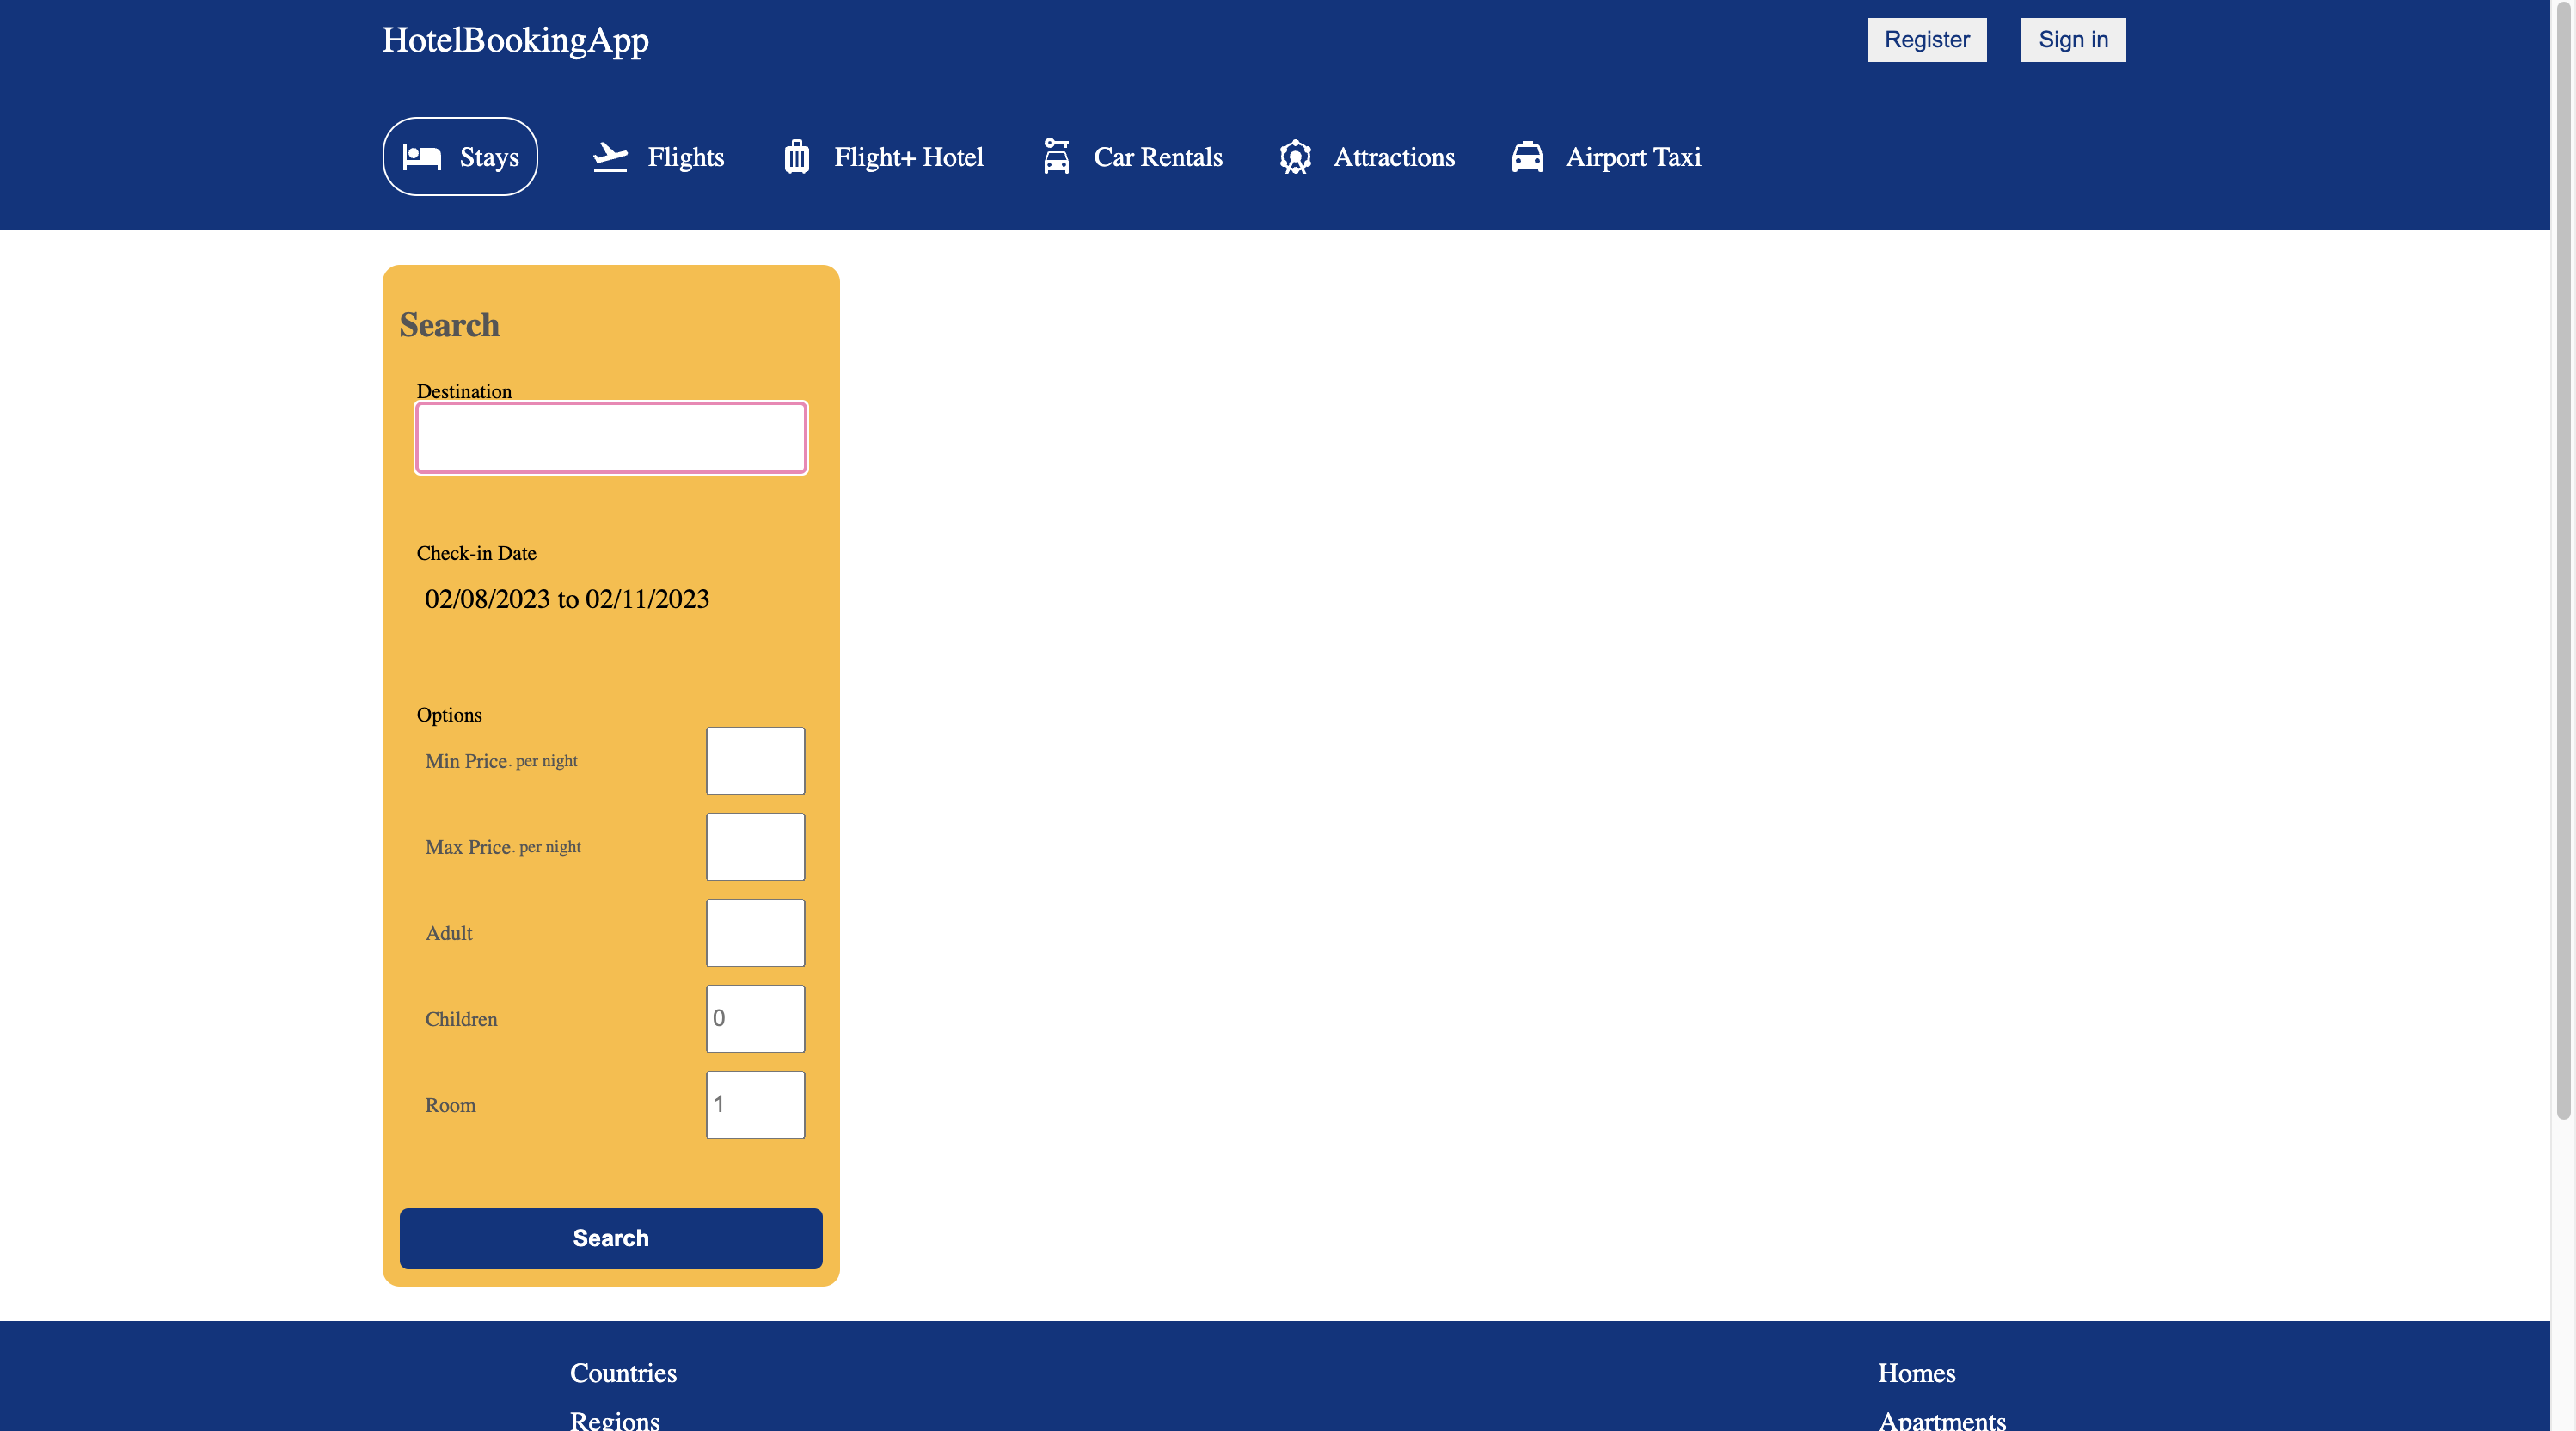 HotelBookingApp
Register
Sign in
Stays
Flights
Flight+ Hotel
Car Rentals
Attractions
Airport Taxi
Search
Destination
Check-in Date
02/08/2023 to 02/11/2023
Options
Min Price. per night
Max Price. per night
Adult
Children
0
Room
1
Search
Countries
Homes
Regions
Apartments